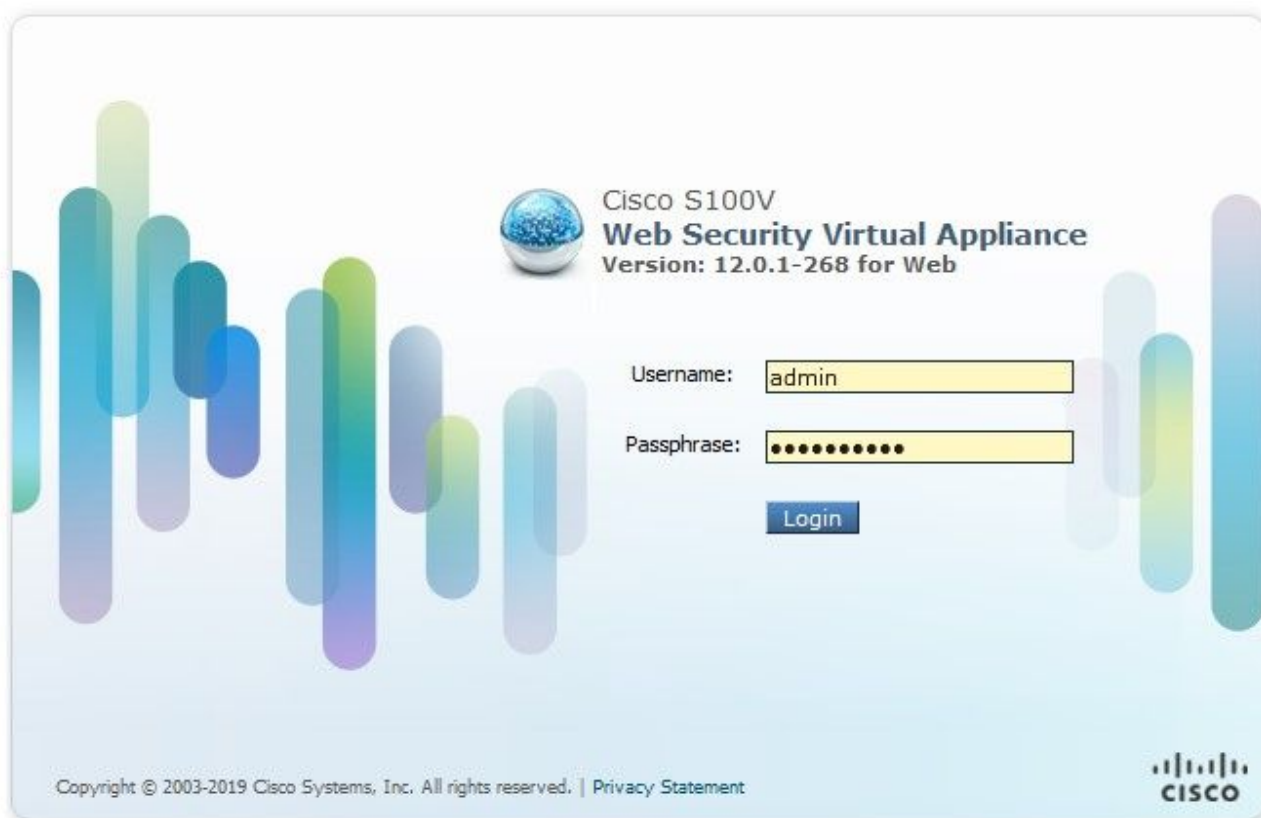 Cisco S100V
Web Security Virtual Appliance
Version: 12.0.1-268 for Web
Username: admin
Passphrase: ••••••••••
Login
Copyright © 2003-2019 Cisco Systems, Inc. All rights reserved. | Privacy Statement
CISCO